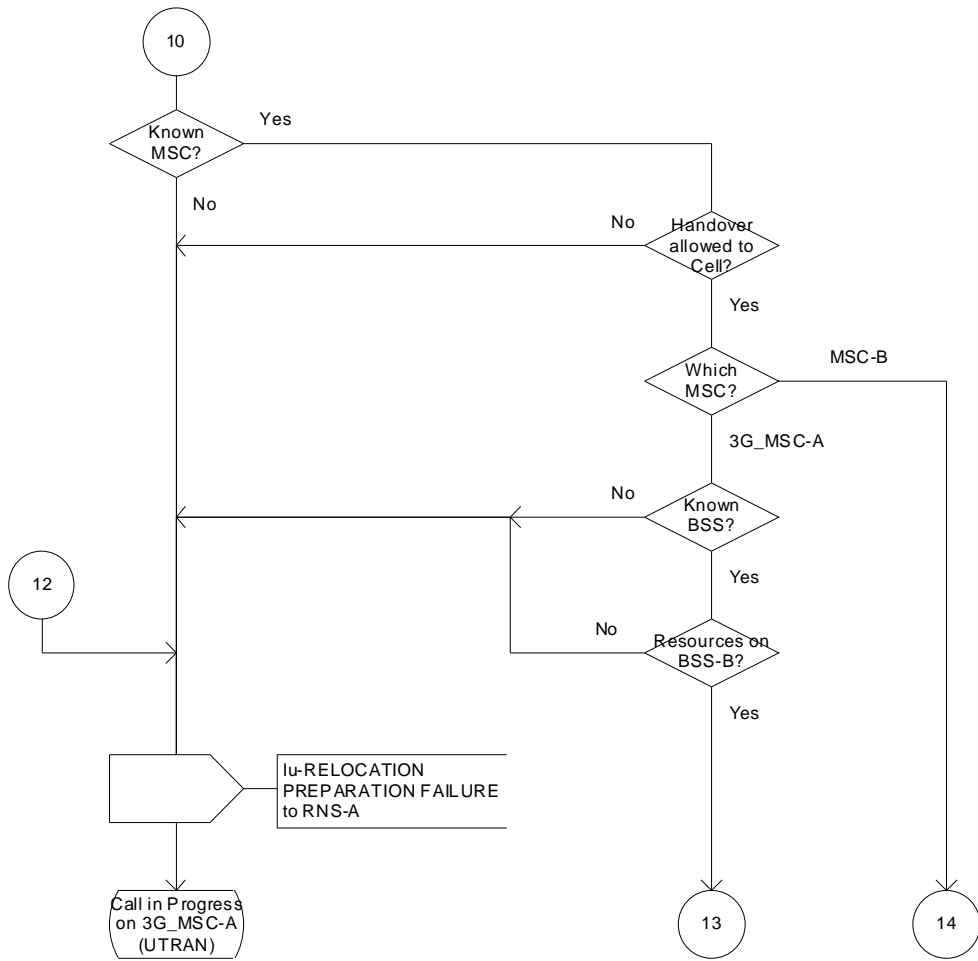 10
Known
MSC?
Yes
No
Handover
allowed to
Cell?
No
Yes
Which
MSC?
MSC-B
3G_MSC-A
Known
BSS?
No
Yes
12
Resources on
BSS-B?
No
Yes
Iu-RELOCATION
PREPARATION FAILURE
to RNS-A
Call in Progress
on 3G_MSC-A
(UTRAN)
13
14